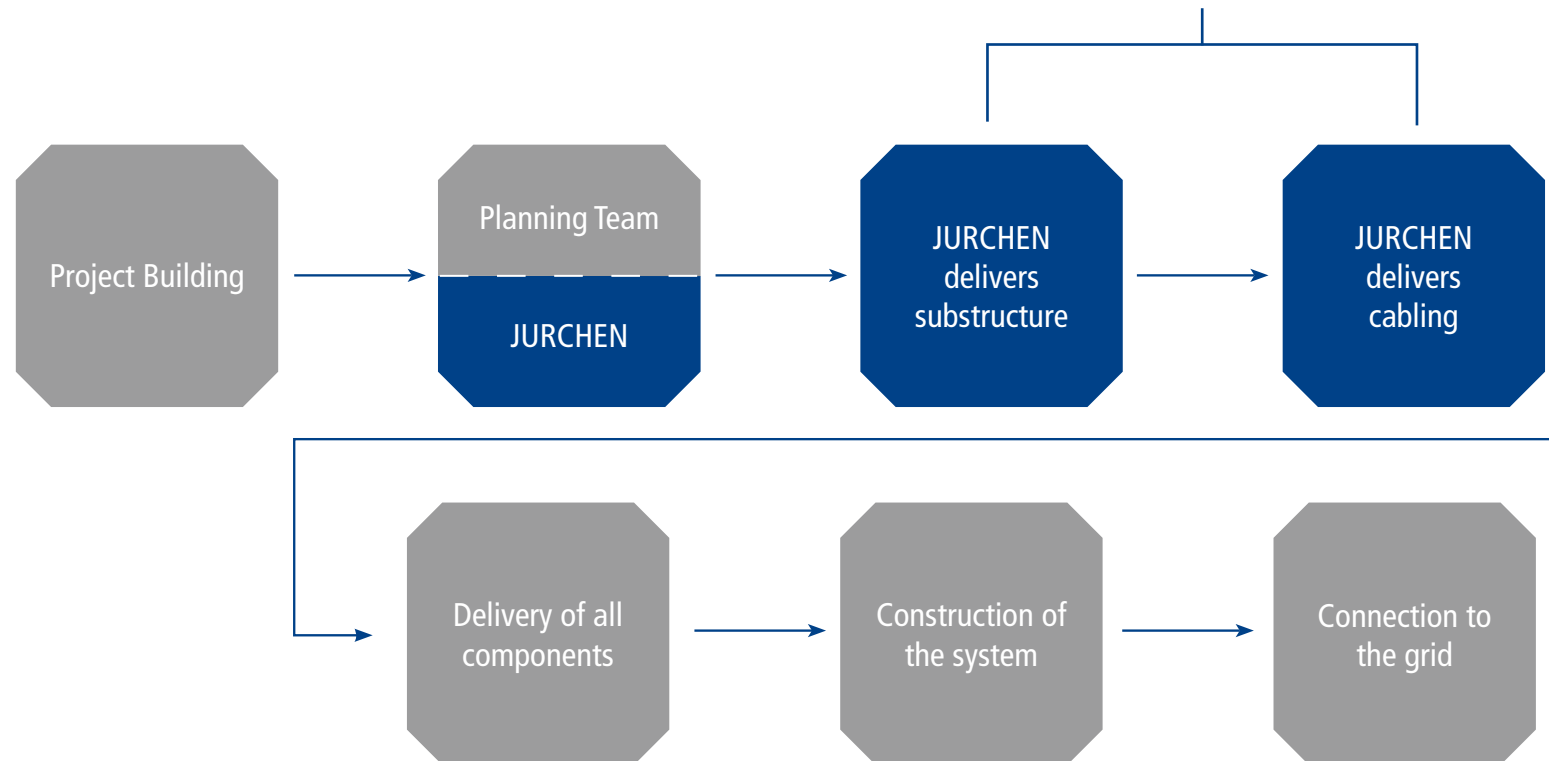 Project Building
Planning Team
JURCHEN
JURCHEN
delivers
substructure
JURCHEN
delivers
cabling
Delivery of all
components
Construction of
the system
Connection to
the grid